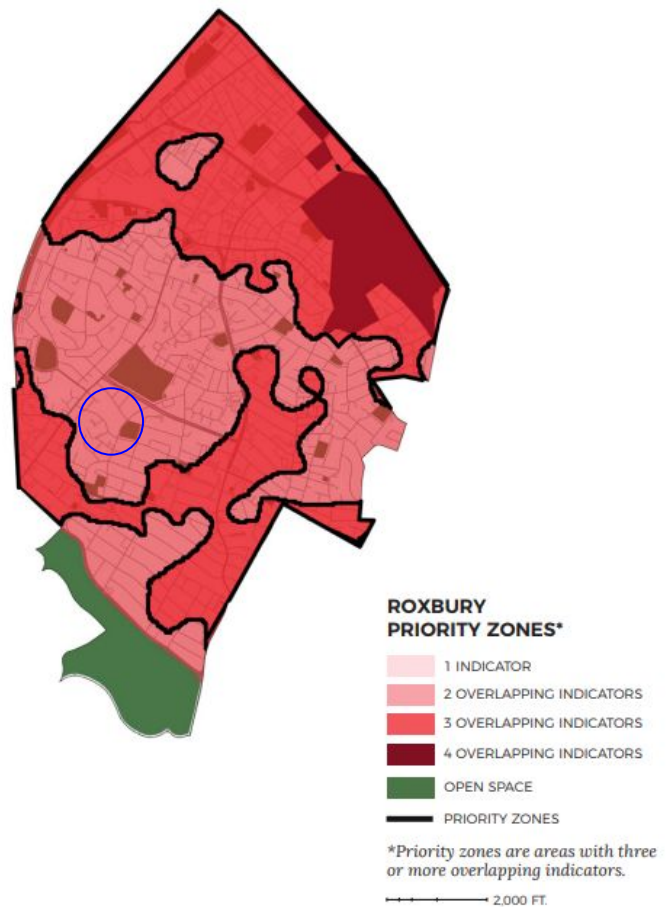 ROXBURY
PRIORITY ZONES*
1 INDICATOR
2 OVERLAPPING INDICATORS
3 OVERLAPPING INDICATORS
4 OVERLAPPING INDICATORS
OPEN SPACE
PRIORITY ZONES
*Priority zones are areas with three
or more overlapping indicators.
2,000 FT.